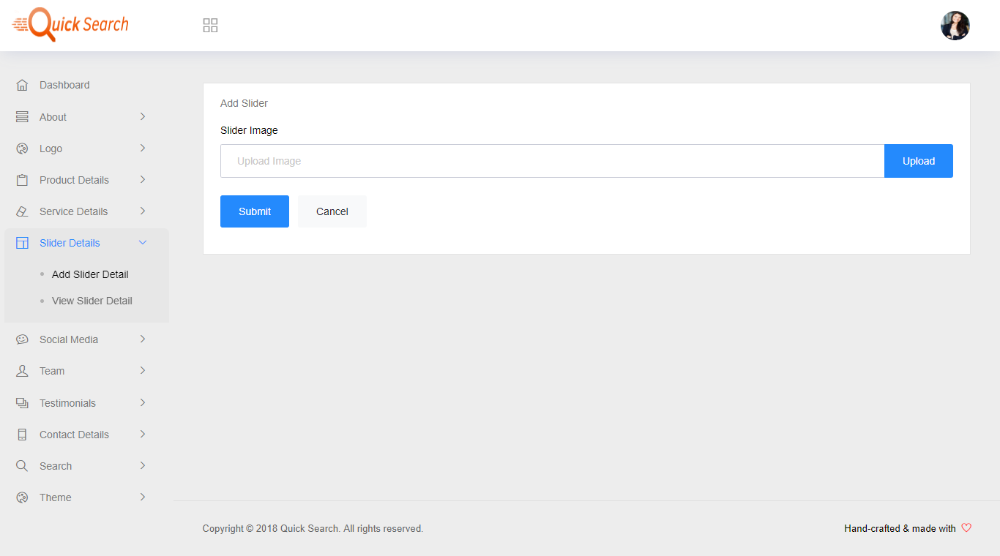 Quick Search
Dashboard
About
Logo
Product Details
Service Details
Slider Details
Add Slider Detail
View Slider Detail
Social Media
Team
Testimonials
Contact Details
Search
Theme
Add Slider
Slider Image
Upload Image
Upload
Submit
Cancel
Copyright © 2018 Quick Search. All rights reserved.
Hand-crafted & made with